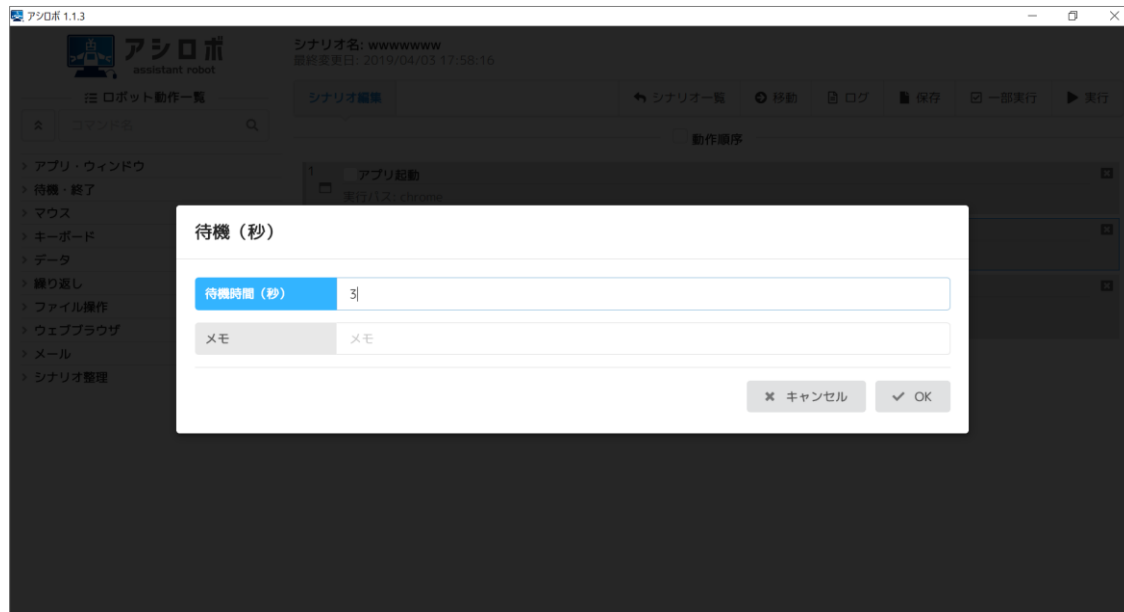 アシロボ 1.1.3
アシロボ
assistant robot
シナリオ名: wwwwwww
最終変更日: 2019/04/03 17:58:16
ロボット動作一覧
シナリオ編集
シナリオ一覧
移動
ログ
保存
一部実行
実行
コマンド名
動作順序
アプリ・ウィンドウ
待機・終了
マウス
キーボード
データ
繰り返し
ファイル操作
ウェブブラウザ
メール
シナリオ整理
1
アプリ起動
実行パス: chrome
待機（秒）
待機時間（秒）
3
メモ
メモ
キャンセル
OK